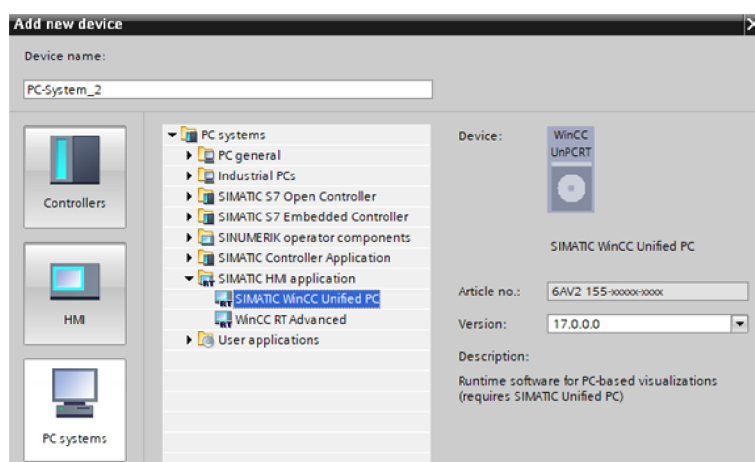 Add new device
Device name:
PC-System_2
Controllers
HMI
PC systems
PC systems
PC general
Industrial PCs
SIMATIC S7 Open Controller
SIMATIC S7 Embedded Controller
SINUMERIK operator components
SIMATIC Controller Application
SIMATIC HMI application
SIMATIC WinCC Unified PC
WinCC RT Advanced
User applications
Device:
WinCC
UnPCRT
SIMATIC WinCC Unified PC
Article no.: 6AV2 155-xxxxx-xxxx
Version: 17.0.0.0
Description:
Runtime software for PC-based visualizations
(requires SIMATIC Unified PC)